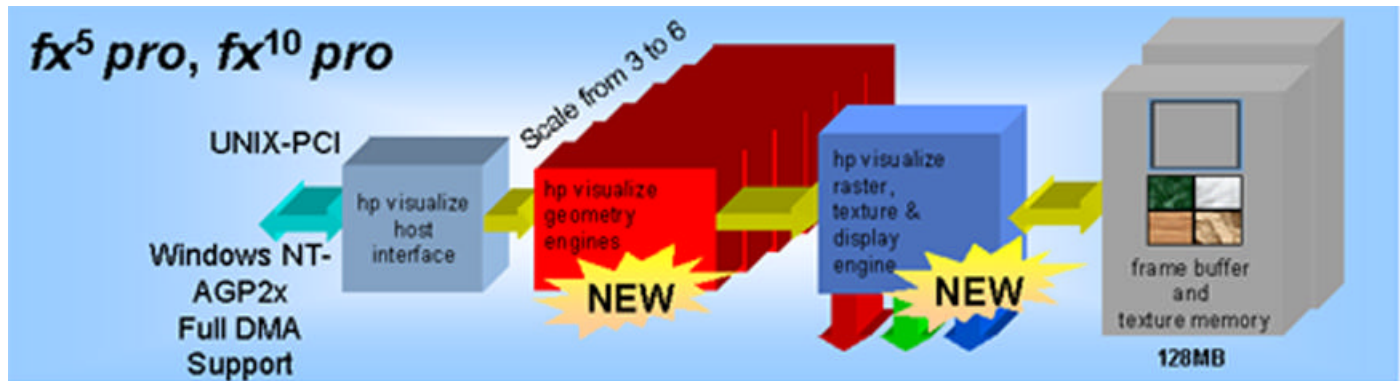 fx5 pro, fx10 pro
UNIX-PCI
Windows NT-
AGP2x
Full DMA
Support
hp visualize
host
interface
Scale from 3 to 6
hp visualize
geometry
engines
NEW
hp visualize
raster,
texture &
display
engine
NEW
frame buffer
and
texture memory
128MB